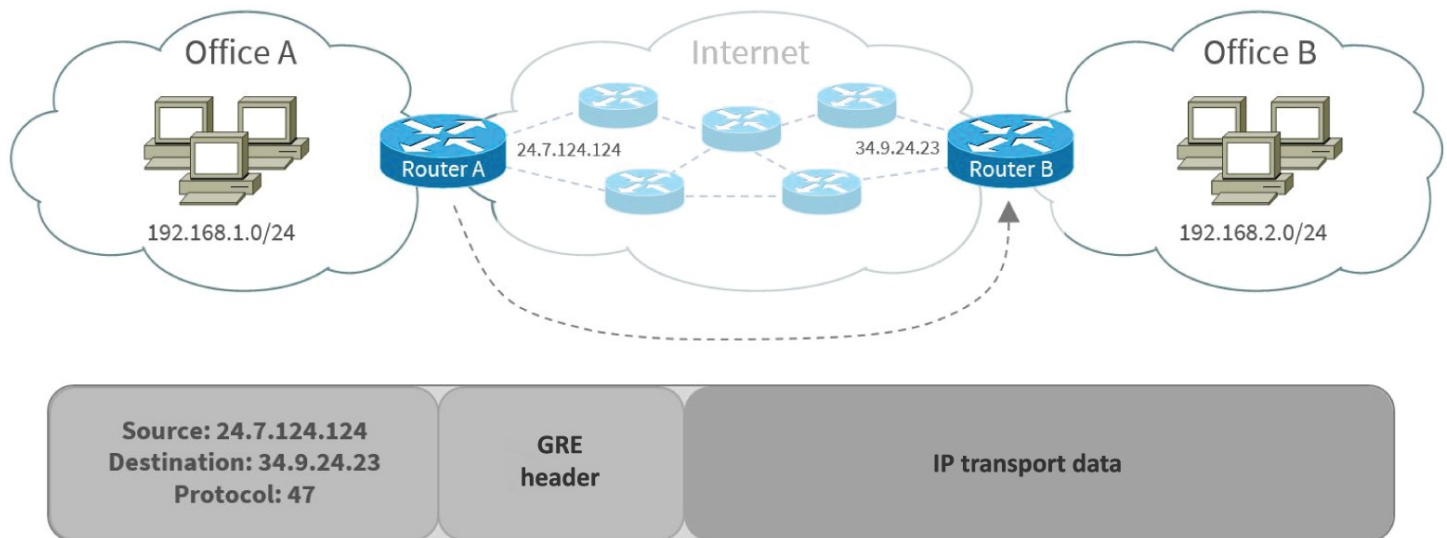 Office A
Internet
Office B
24.7.124.124
34.9.24.23
Router A
Router B
192.168.1.0/24
192.168.2.0/24
Source: 24.7.124.124
Destination: 34.9.24.23
Protocol: 47
GRE
header
IP transport data